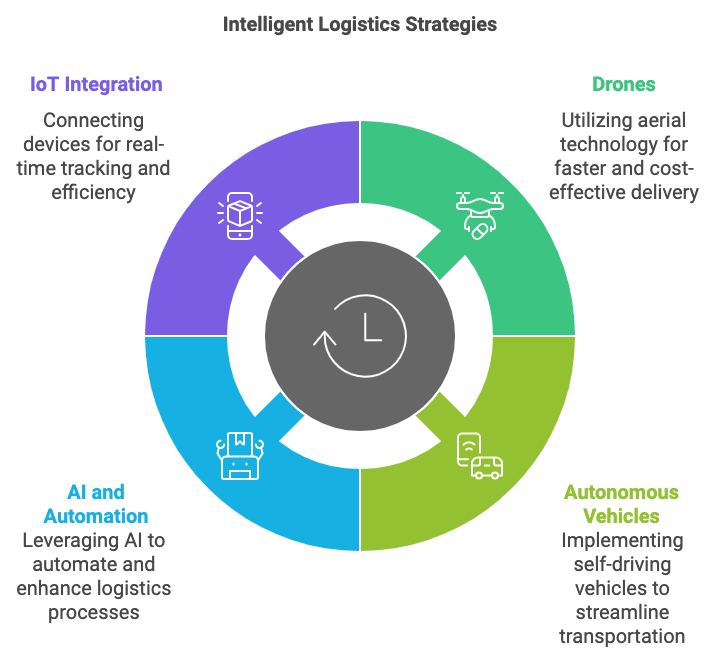 Intelligent Logistics Strategies
IoT Integration
Connecting
devices for real-
time tracking and
efficiency
Drones
Utilizing aerial
technology for
faster and cost-
effective delivery
AI and
Automation
Leveraging AI to
automate and
enhance logistics
processes
Autonomous
Vehicles
Implementing
self-driving
vehicles to
streamline
transportation